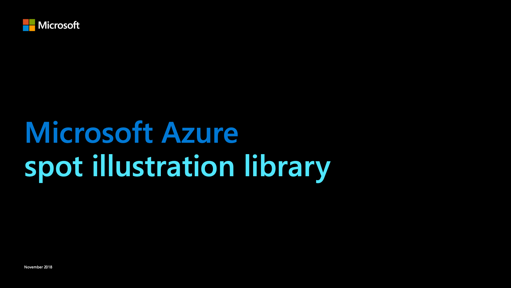 Microsoft
Microsoft Azure
spot illustration library
November 2018